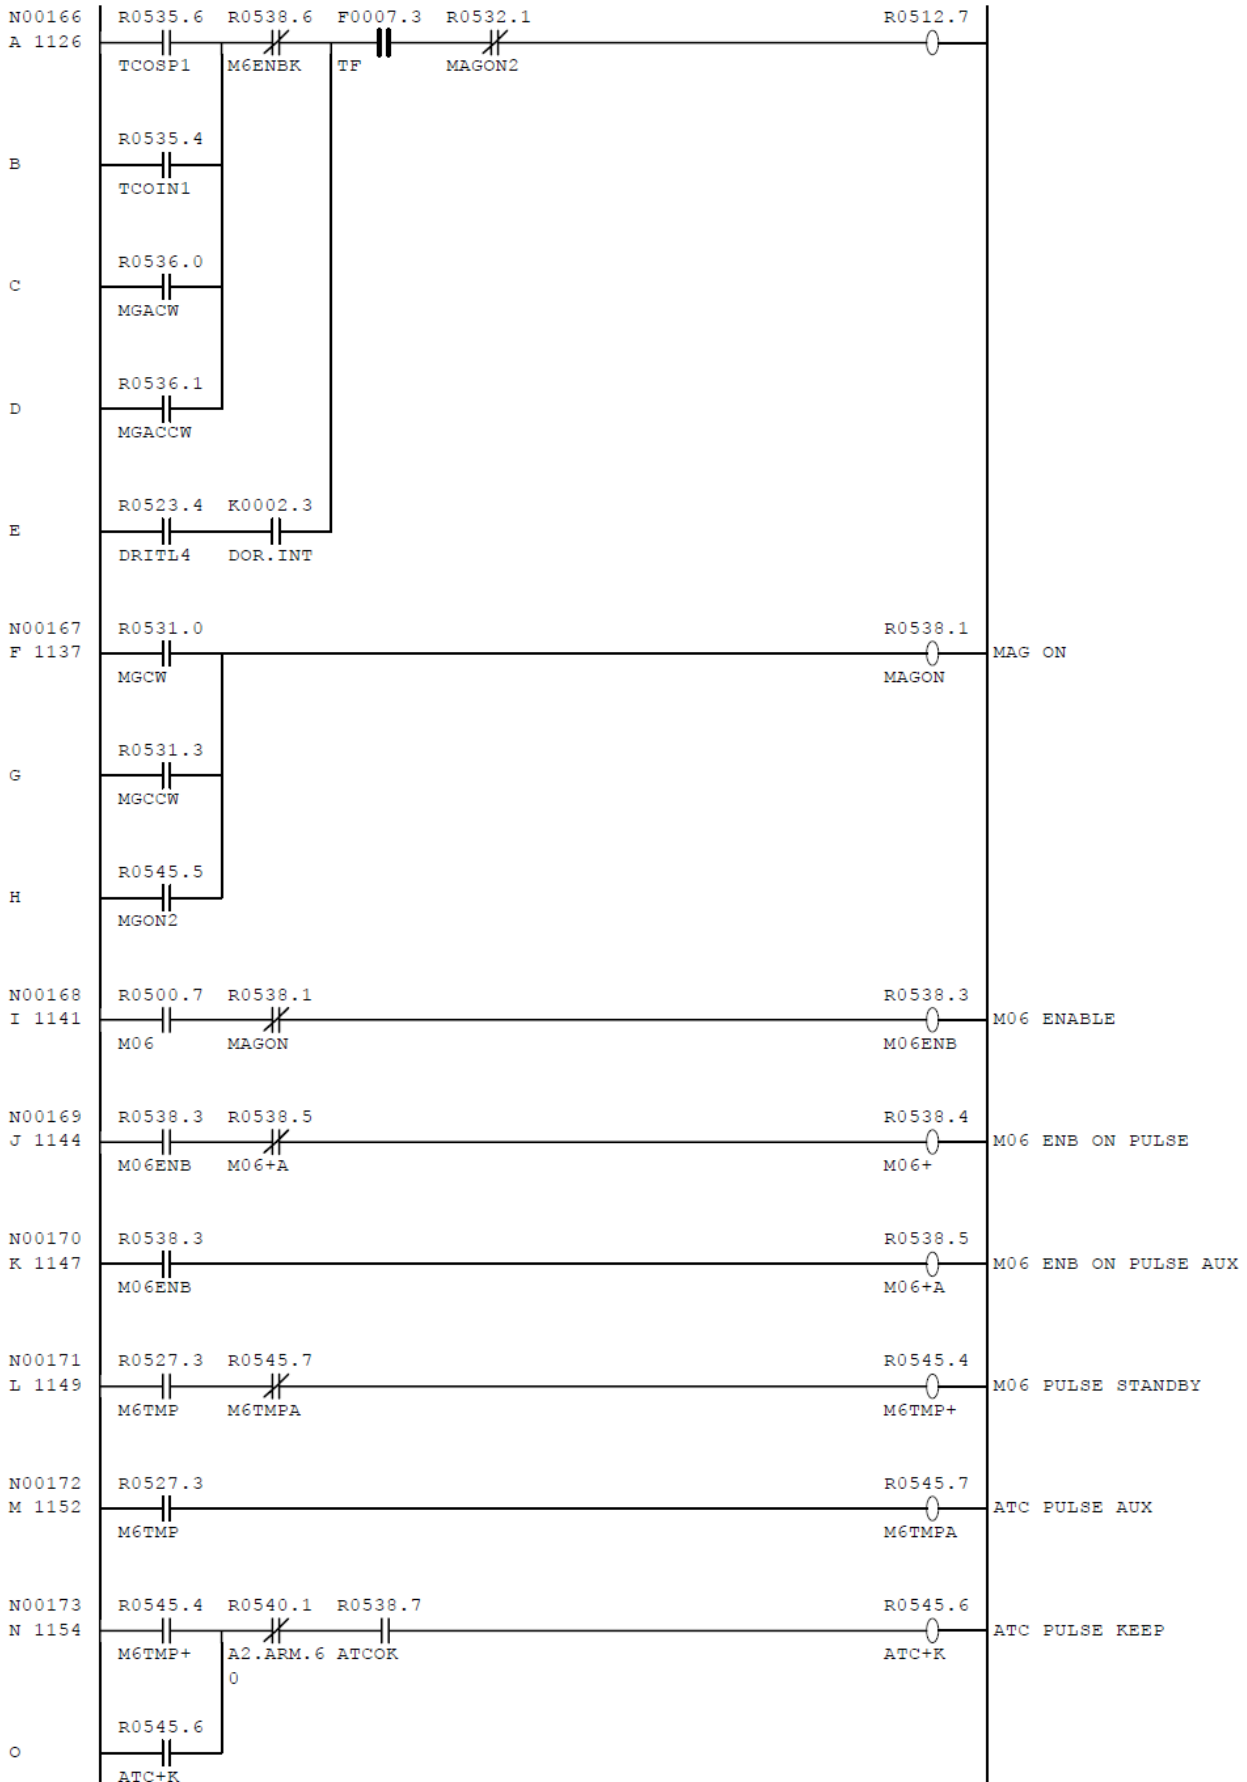 N00166 R0535.6 R0538.6 F0007.3 R0532.1 R0512.7
A 1126
TCOSP1 M6ENBK TF MAGON2
R0535.4
B
TCOIN1
R0536.0
C
MGACW
R0536.1
D
MGACCW
R0523.4 K0002.3
E
DRITL4 DOR.INT
N00167 R0531.0 R0538.1
F 1137 MAG ON
MGCW MAGON
R0531.3
G
MGCCW
R0545.5
H
MGON2
N00168 R0500.7 R0538.1 R0538.3
I 1141 M06 ENABLE
M06 MAGON M06ENB
N00169 R0538.3 R0538.5 R0538.4
J 1144 M06 ENB ON PULSE
M06ENB M06+A M06+
N00170 R0538.3 R0538.5
K 1147 M06 ENB ON PULSE AUX
M06ENB M06+A
N00171 R0527.3 R0545.7 R0545.4
L 1149 M06 PULSE STANDBY
M6TMP M6TMPA M6TMP+
N00172 R0527.3 R0545.7
M 1152 ATC PULSE AUX
M6TMP M6TMPA
N00173 R0545.4 R0540.1 R0538.7 R0545.6
N 1154 ATC PULSE KEEP
M6TMP+ A2.ARM.6 ATCOK ATC+K
0
R0545.6
O
ATC+K